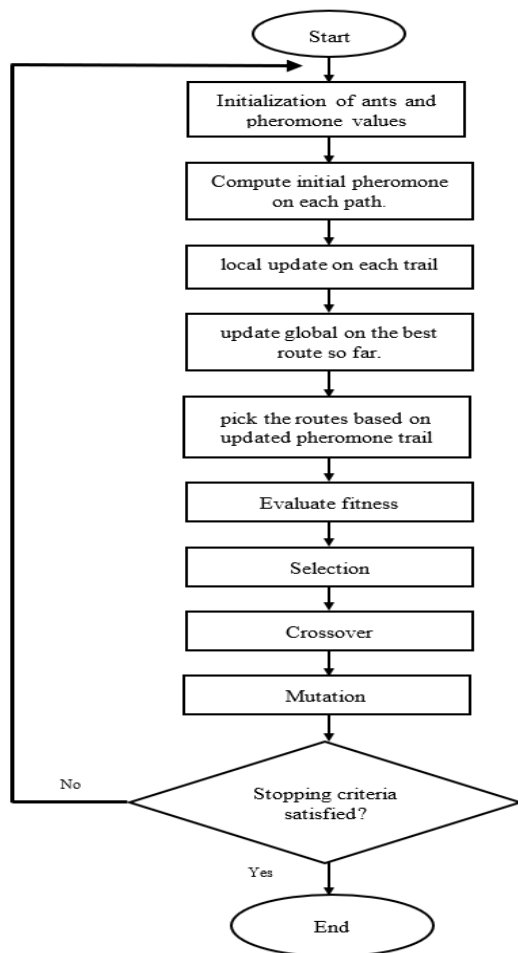 Start
Initialization of ants and
pheromone values
Compute initial pheromone
on each path.
local update on each trail
update global on the best
route so far.
pick the routes based on
updated pheromone trail
Evaluate fitness
Selection
Crossover
Mutation
Stopping criteria
satisfied?
No
Yes
End